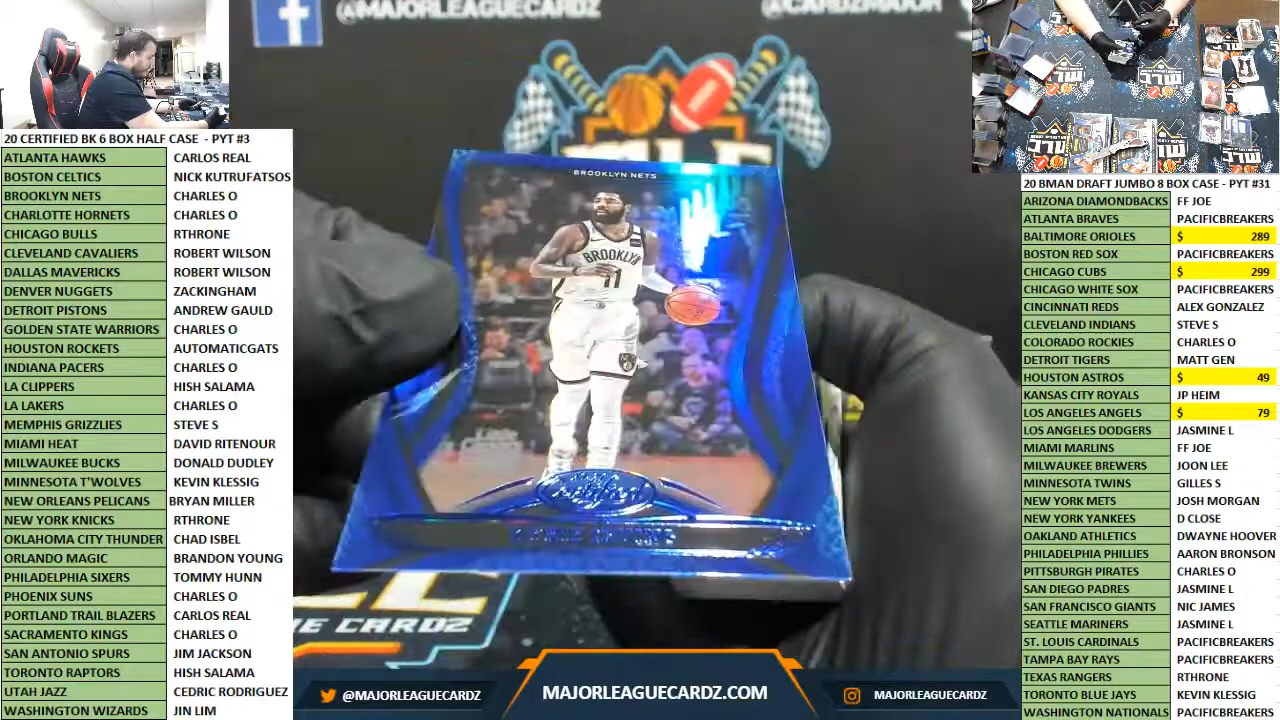 @MAJORLEAGUECARDZ
@CARDZMAJOR
20 CERTIFIED BK 6 BOX HALF CASE - PYT #3
ATLANTA HAWKS CARLOS REAL
BOSTON CELTICS NICK KUTRUFATSOS
BROOKLYN NETS CHARLES O
CHARLOTTE HORNETS CHARLES O
CHICAGO BULLS RTHRONE
CLEVELAND CAVALIERS ROBERT WILSON
DALLAS MAVERICKS ROBERT WILSON
DENVER NUGGETS ZACKINGHAM
DETROIT PISTONS ANDREW GAULD
GOLDEN STATE WARRIORS CHARLES O
HOUSTON ROCKETS AUTOMATICGATS
INDIANA PACERS CHARLES O
LA CLIPPERS HISH SALAMA
LA LAKERS CHARLES O
MEMPHIS GRIZZLIES STEVE S
MIAMI HEAT DAVID RITENOUR
MILWAUKEE BUCKS DONALD DUDLEY
MINNESOTA T'WOLVES KEVIN KLESSIG
NEW ORLEANS PELICANS BRYAN MILLER
NEW YORK KNICKS RTHRONE
OKLAHOMA CITY THUNDER CHAD ISBEL
ORLANDO MAGIC BRANDON YOUNG
PHILADELPHIA SIXERS TOMMY HUNN
PHOENIX SUNS CHARLES O
PORTLAND TRAIL BLAZERS CARLOS REAL
SACRAMENTO KINGS CHARLES O
SAN ANTONIO SPURS JIM JACKSON
TORONTO RAPTORS HISH SALAMA
UTAH JAZZ CEDRIC RODRIGUEZ
WASHINGTON WIZARDS JIN LIM
BROOKLYN NETS
BROOKLYN
11
Certified
CARDZ
@MAJORLEAGUECARDZ
MAJORLEAGUECARDZ.COM
MAJORLEAGUECARDZ
20 BMAN DRAFT JUMBO 8 BOX CASE - PYT #31
ARIZONA DIAMONDBACKS FF JOE
ATLANTA BRAVES PACIFICBREAKERS
BALTIMORE ORIOLES $ 289
BOSTON RED SOX PACIFICBREAKERS
CHICAGO CUBS $ 299
CHICAGO WHITE SOX PACIFICBREAKERS
CINCINNATI REDS ALEX GONZALEZ
CLEVELAND INDIANS STEVE S
COLORADO ROCKIES CHARLES O
DETROIT TIGERS MATT GEN
HOUSTON ASTROS $ 49
KANSAS CITY ROYALS JP HEIM
LOS ANGELES ANGELS $ 79
LOS ANGELES DODGERS JASMINE L
MIAMI MARLINS FF JOE
MILWAUKEE BREWERS JOON LEE
MINNESOTA TWINS GILLES S
NEW YORK METS JOSH MORGAN
NEW YORK YANKEES D CLOSE
OAKLAND ATHLETICS DWAYNE HOOVER
PHILADELPHIA PHILLIES AARON BRONSON
PITTSBURGH PIRATES CHARLES O
SAN DIEGO PADRES JASMINE L
SAN FRANCISCO GIANTS NIC JAMES
SEATTLE MARINERS JASMINE L
ST. LOUIS CARDINALS PACIFICBREAKERS
TAMPA BAY RAYS PACIFICBREAKERS
TEXAS RANGERS RTHRONE
TORONTO BLUE JAYS KEVIN KLESSIG
WASHINGTON NATIONALS PACIFICBREAKERS